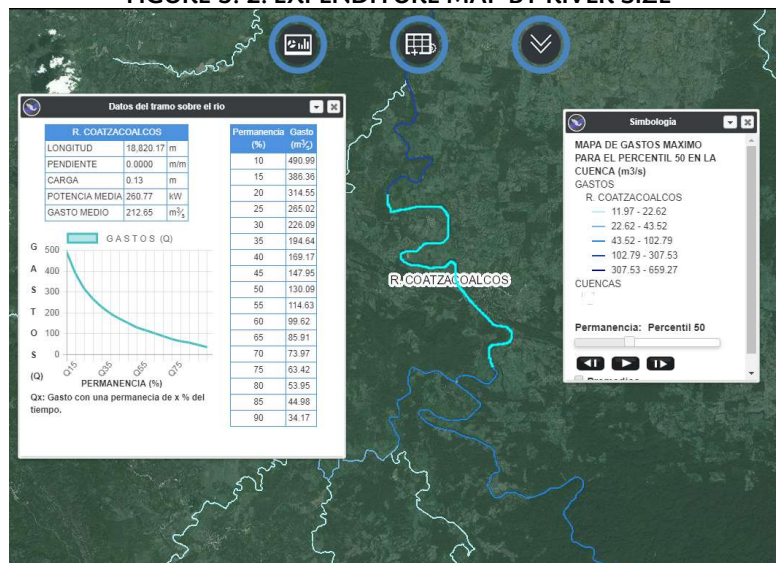 FIGURE 3. 2. EXPENDITURE MAP BY RIVER SIZE
Datos del tramo sobre el río
R. COATZACOALCOS
LONGITUD 18,820.17 m
PENDIENTE 0.0000 m/m
CARGA 0.13 m
POTENCIA MEDIA 260.77 kW
GASTO MEDIO 212.65 m³/s
GASTOS (Q)
G A S T O S (Q)
500
400
300
200
100
0
Q15 Q35 Q55 Q75
PERMANENCIA (%)
Qx: Gasto con una permanecia de x % del
tiempo.
Permanencia Gasto
(%) (m³/s)
10 490.99
15 386.36
20 314.55
25 265.02
30 226.09
35 194.64
40 169.17
45 147.95
50 130.09
55 114.63
60 99.62
65 85.91
70 73.97
75 63.42
80 53.95
85 44.98
90 34.17
R. COATZACOALCOS
Simbología
MAPA DE GASTOS MAXIMO
PARA EL PERCENTIL 50 EN LA
CUENCA (m3/s)
GASTOS
R. COATZACOALCOS
11.97 - 22.62
22.62 - 43.52
43.52 - 102.79
102.79 - 307.53
307.53 - 659.27
CUENCAS
Permanencia: Percentil 50